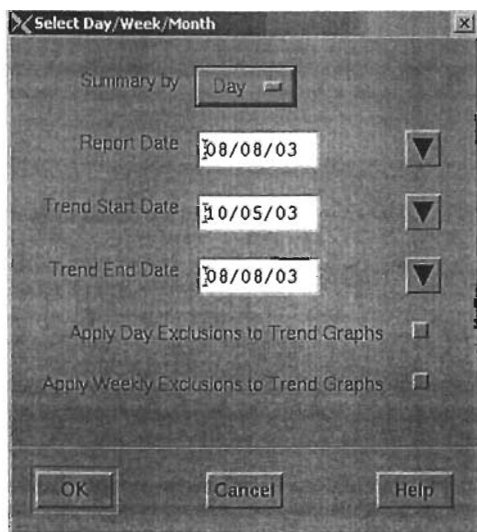 Select Day/Week/Month
Summary by Day
Report Date 08/08/03
Trend Start Date 10/05/03
Trend End Date 08/08/03
Apply Day Exclusions to Trend Graphs
Apply Weekly Exclusions to Trend Graphs
OK Cancel Help